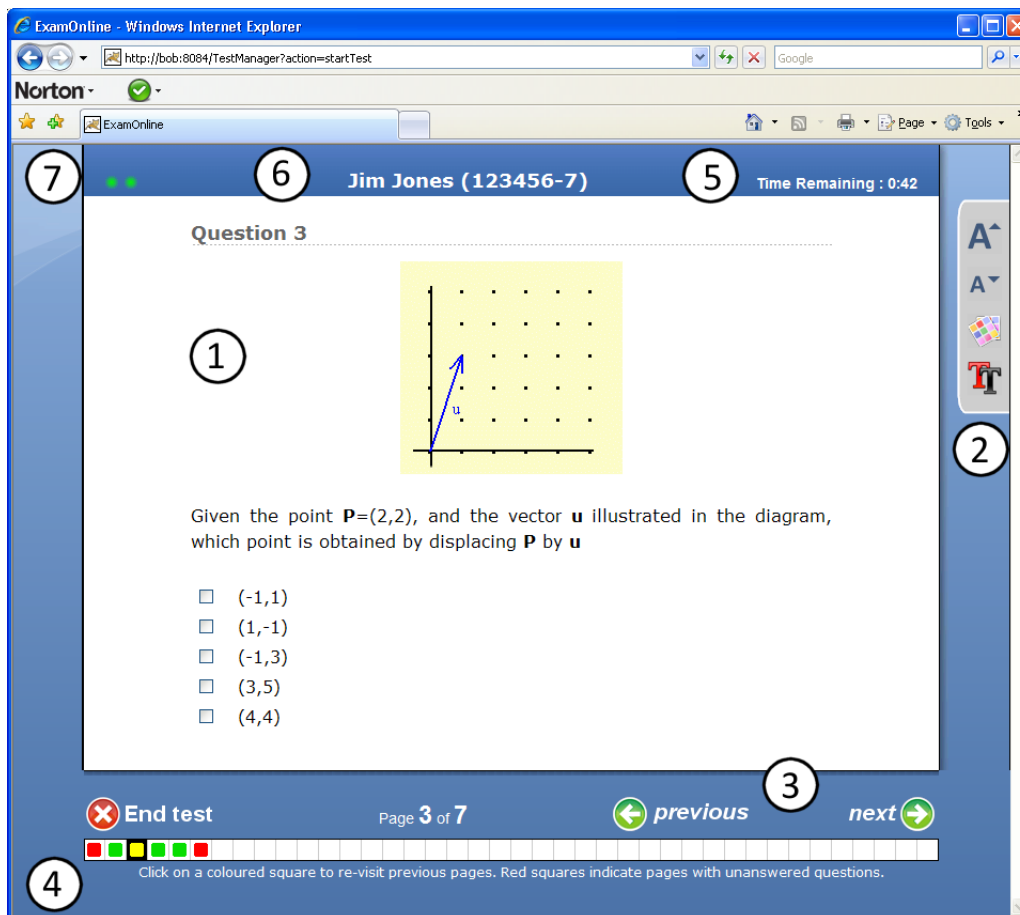 ExamOnline - Windows Internet Explorer
http://bob:8084/TestManager?action=startTest
Google
Norton
ExamOnline
Page
Tools
7
6
Jim Jones (123456-7)
5
Time Remaining : 0:42
Question 3
A
A
TT
1
u
2
Given the point P=(2,2), and the vector u illustrated in the diagram,
which point is obtained by displacing P by u
(-1,1)
(1,-1)
(-1,3)
(3,5)
(4,4)
3
End test
Page 3 of 7
previous
next
4
Click on a coloured square to re-visit previous pages. Red squares indicate pages with unanswered questions.